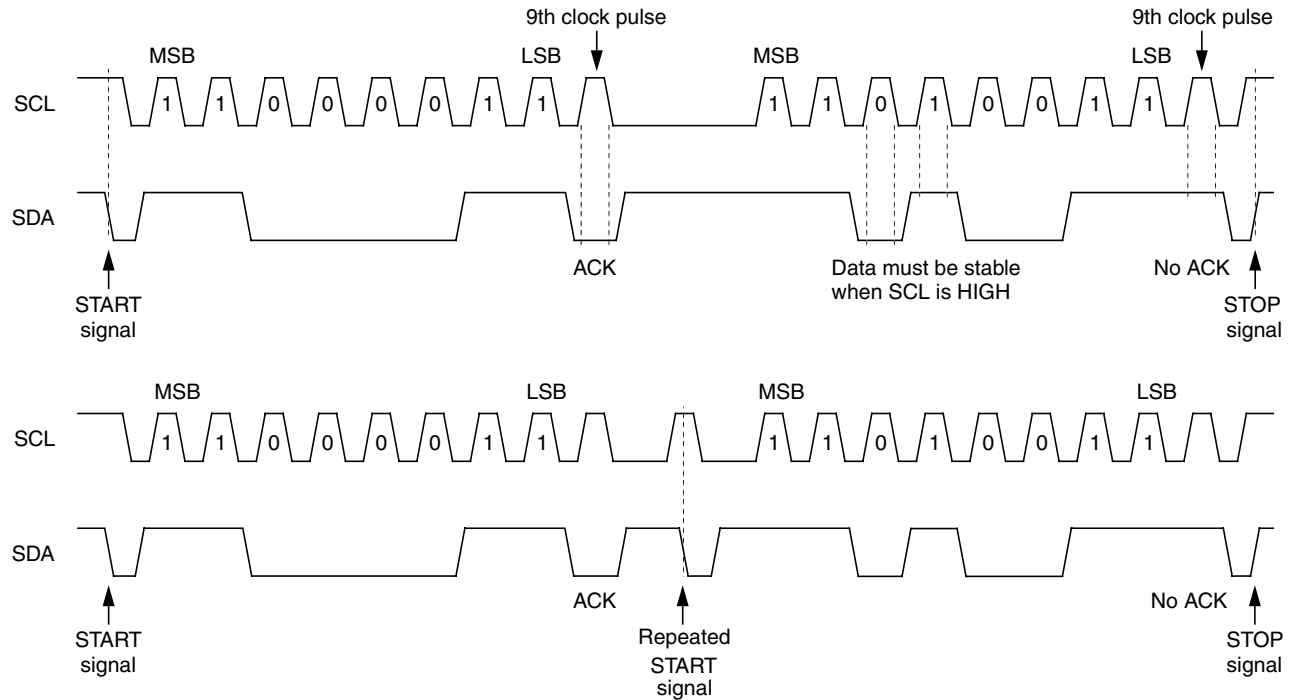 9th clock pulse 9th clock pulse
MSB LSB MSB LSB
SCL 1 1 0 0 0 0 1 1 1 1 0 1 0 0 1 1
SDA
ACK Data must be stable No ACK
when SCL is HIGH
START STOP
signal signal
MSB LSB MSB LSB
SCL 1 1 0 0 0 0 1 1 1 1 0 1 0 0 1 1
SDA
ACK No ACK
START Repeated STOP
signal START signal
signal